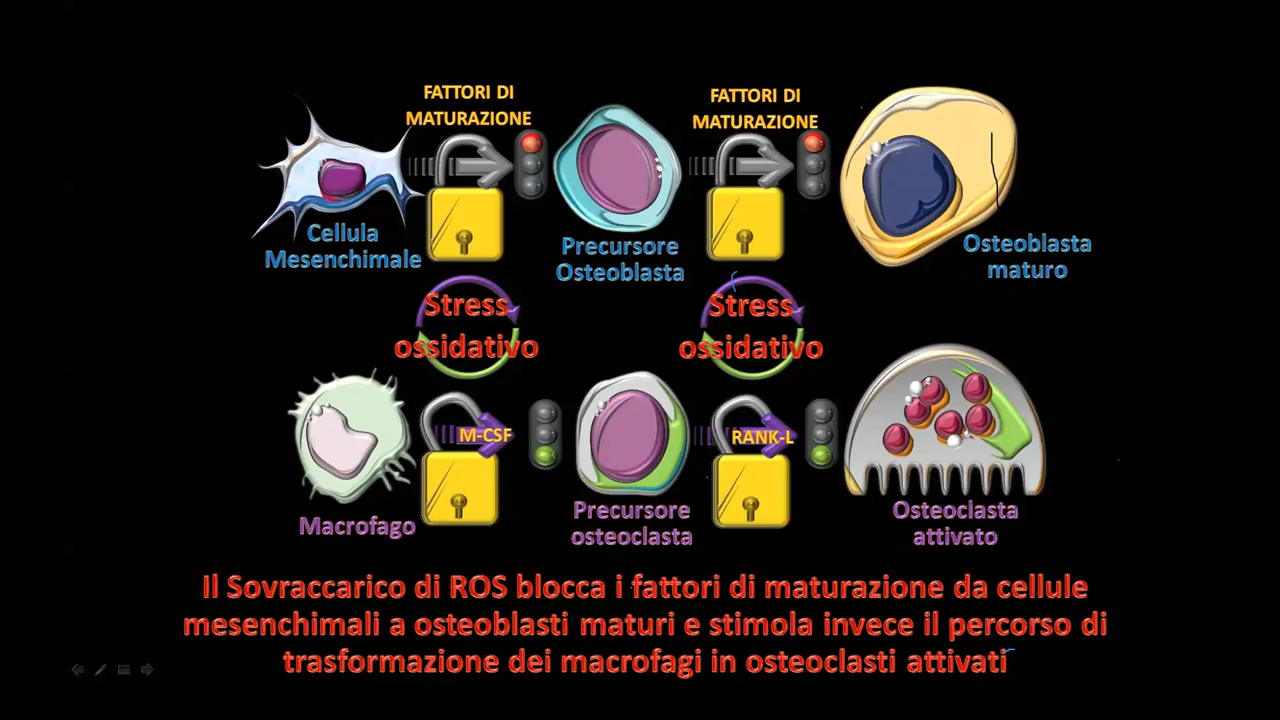 FATTORI DI
MATURAZIONE
FATTORI DI
MATURAZIONE
Cellula
Mesenchimale
Precursore
Osteoblasta
Osteoblasta
maturo
Stress
ossidativo
Stress
ossidativo
M-CSF
RANK-L
Macrofago
Precursore
osteoclasta
Osteoclasta
attivato
Il Sovraccarico di ROS blocca i fattori di maturazione da cellule
mesenchimali a osteoblasti maturi e stimola invece il percorso di
trasformazione dei macrofagi in osteoclasti attivati